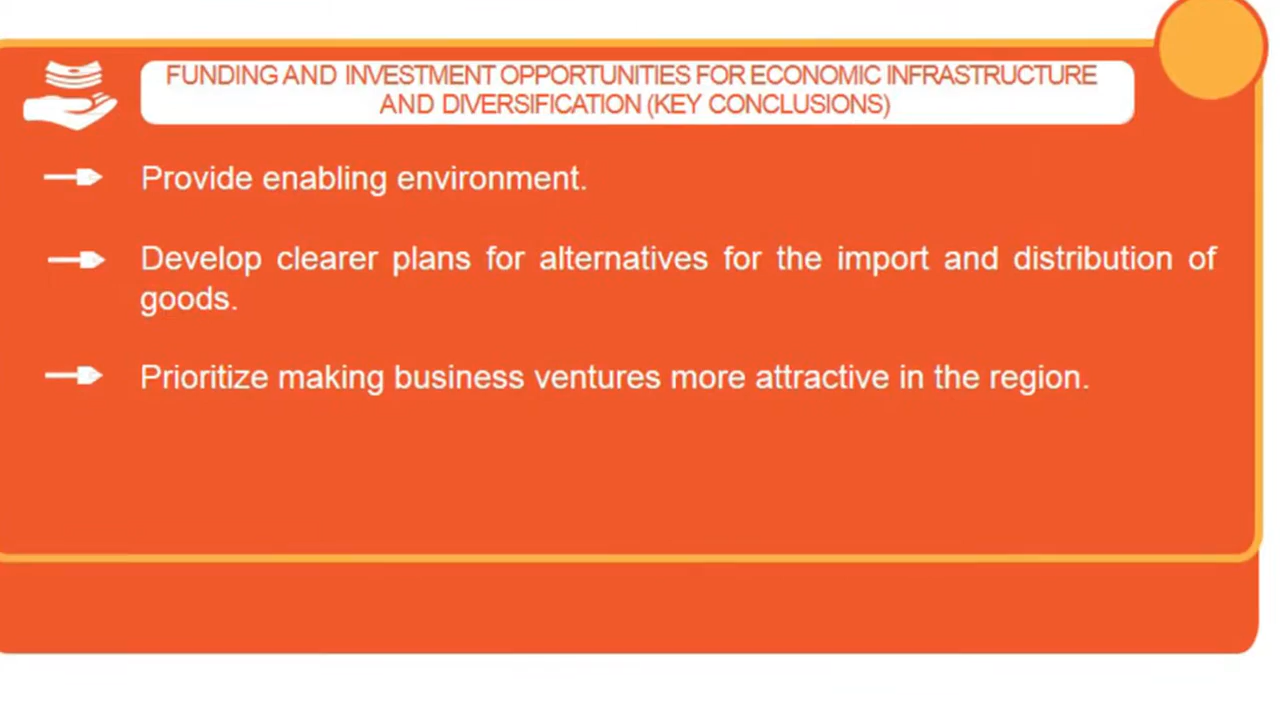 FUNDING AND INVESTMENT OPPORTUNITIES FOR ECONOMIC INFRASTRUCTURE
AND DIVERSIFICATION (KEY CONCLUSIONS)
Provide enabling environment.
Develop clearer plans for alternatives for the import and distribution of
goods.
Prioritize making business ventures more attractive in the region.